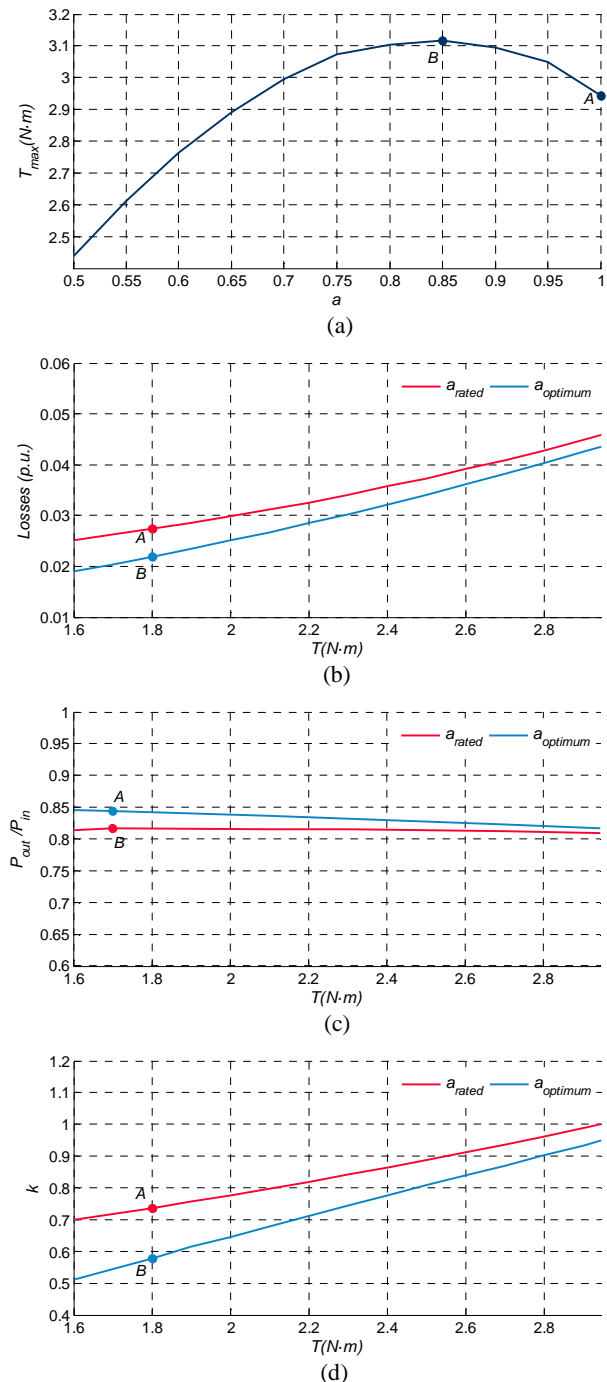 3.2
3.1
3
2.9
2.8
2.7
2.6
2.5
T_max(N·m)
B
A
0.5 0.55 0.6 0.65 0.7 0.75 0.8 0.85 0.9 0.95 1
a
(a)
0.06
0.05
0.04
0.03
0.02
0.01
Losses (p.u.)
a_rated a_optimum
A
B
1.6 1.8 2 2.2 2.4 2.6 2.8
T(N·m)
(b)
1
0.95
0.9
0.85
0.8
0.75
0.7
0.65
0.6
P_out /P_in
a_rated a_optimum
A
B
1.6 1.8 2 2.2 2.4 2.6 2.8
T(N·m)
(c)
1.2
1.1
1
0.9
0.8
0.7
0.6
0.5
0.4
k
a_rated a_optimum
A
B
1.6 1.8 2 2.2 2.4 2.6 2.8
T(N·m)
(d)